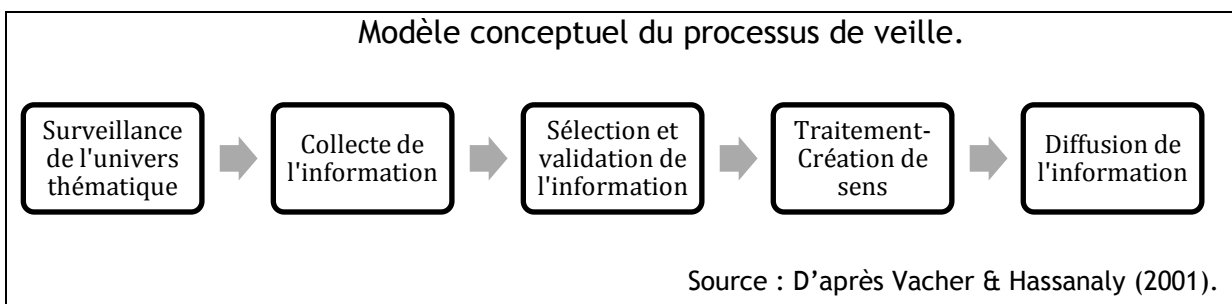 Modèle conceptuel du processus de veille.
Surveillance
de l'univers
thématique
Collecte de
l'information
Sélection et
validation de
l'information
Traitement-
Création de
sens
Diffusion de
l'information
Source : D’après Vacher & Hassanaly (2001).